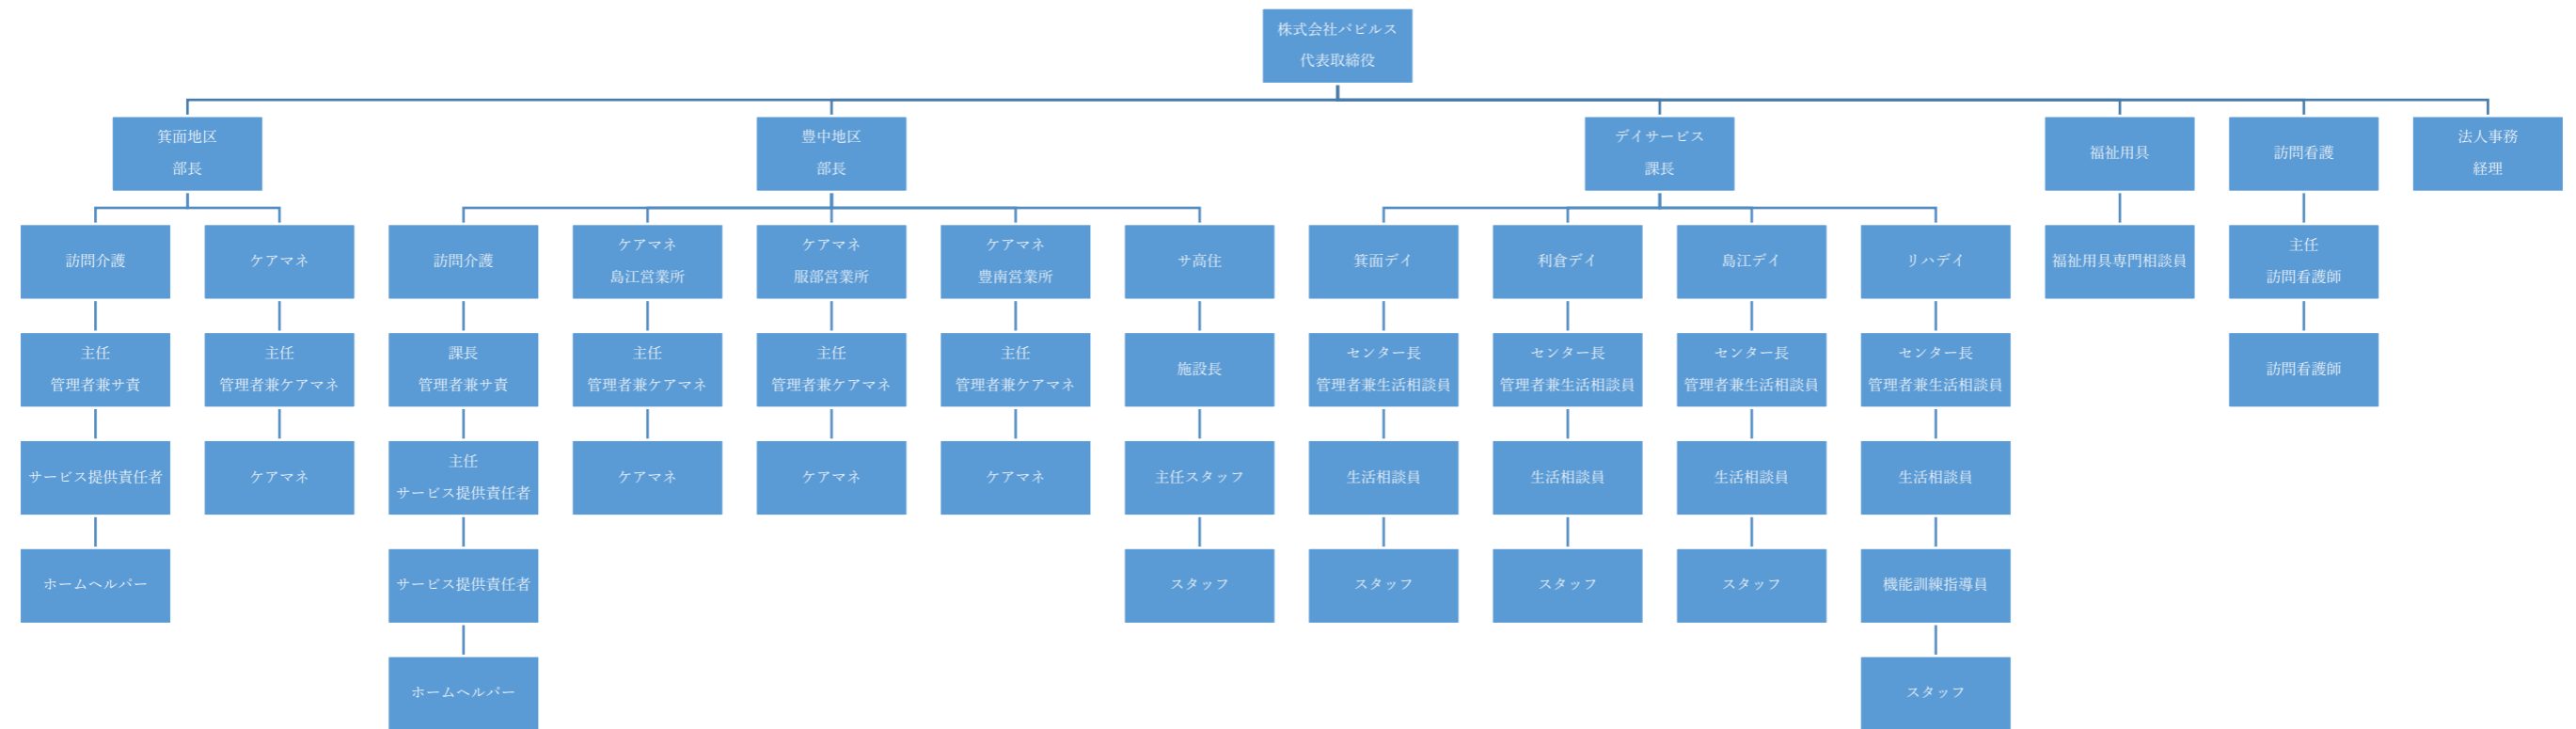 株式会社パピルス
代表取締役
箕面地区
部長
豊中地区
部長
デイサービス
課長
福祉用具
訪問看護
法人事務
経理
訪問介護
ケアマネ
訪問介護
ケアマネ
島江営業所
ケアマネ
服部営業所
ケアマネ
豊南営業所
サ高住
箕面デイ
利倉デイ
島江デイ
リハデイ
福祉用具専門相談員
主任
訪問看護師
主任
管理者兼サ責
主任
管理者兼ケアマネ
課長
管理者兼サ責
主任
管理者兼ケアマネ
主任
管理者兼ケアマネ
主任
管理者兼ケアマネ
施設長
センター長
管理者兼生活相談員
センター長
管理者兼生活相談員
センター長
管理者兼生活相談員
センター長
管理者兼生活相談員
訪問看護師
サービス提供責任者
ケアマネ
主任
サービス提供責任者
ケアマネ
ケアマネ
ケアマネ
主任スタッフ
生活相談員
生活相談員
生活相談員
生活相談員
ホームヘルパー
サービス提供責任者
スタッフ
スタッフ
スタッフ
スタッフ
機能訓練指導員
ホームヘルパー
スタッフ